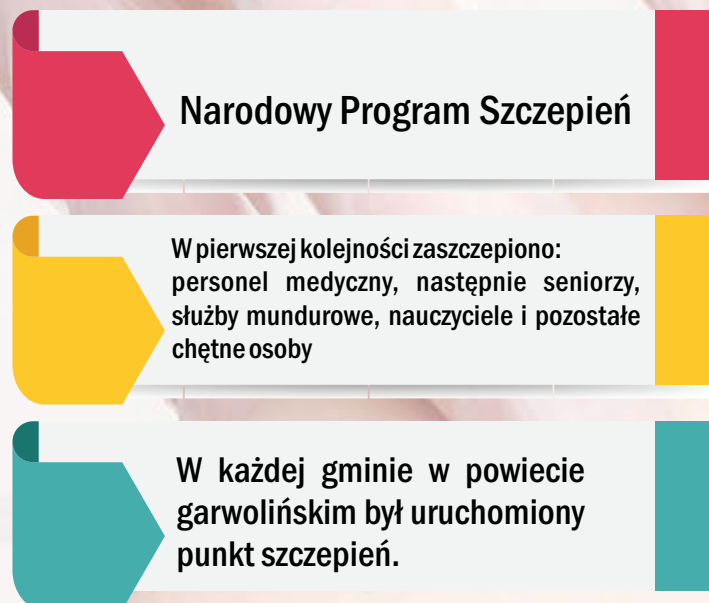 Narodowy Program Szczepień
W pierwszej kolejności zaszczepiono:
personel medyczny, następnie seniorzy,
służby mundurowe, nauczyciele i pozostałe
chętne osoby
W każdej gminie w powiecie
garwolińskim był uruchomiony
punkt szczepień.